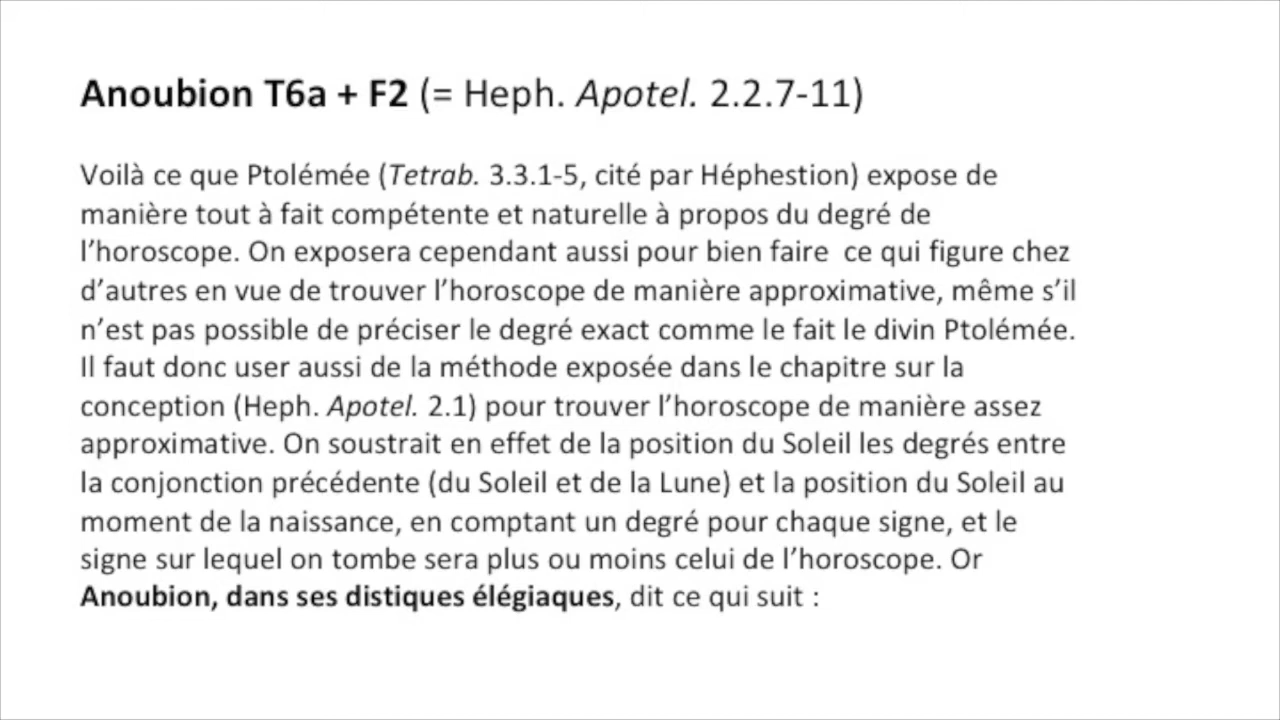 Anoubion T6a + F2 (= Heph. Apotel. 2.2.7-11)
Voilà ce que Ptolémée (Tetrab. 3.3.1-5, cité par Héphestion) expose de
manière tout à fait compétente et naturelle à propos du degré de
l’horoscope. On exposera cependant aussi pour bien faire  ce qui figure chez
d’autres en vue de trouver l’horoscope de manière approximative, même s’il
n’est pas possible de préciser le degré exact comme le fait le divin Ptolémée.
Il faut donc user aussi de la méthode exposée dans le chapitre sur la
conception (Heph. Apotel. 2.1) pour trouver l’horoscope de manière assez
approximative. On soustrait en effet de la position du Soleil les degrés entre
la conjonction précédente (du Soleil et de la Lune) et la position du Soleil au
moment de la naissance, en comptant un degré pour chaque signe, et le
signe sur lequel on tombe sera plus ou moins celui de l’horoscope. Or
Anoubion, dans ses distiques élégiaques, dit ce qui suit :